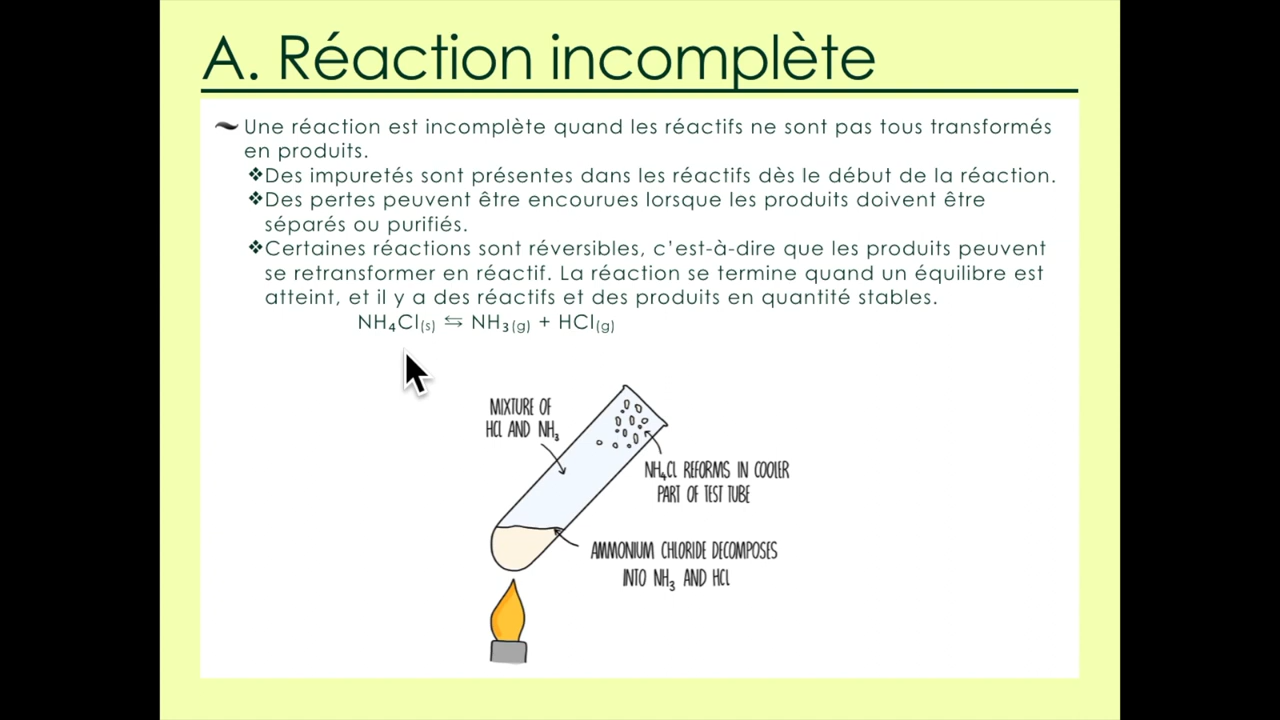 A. Réaction incomplète
Une réaction est incomplète quand les réactifs ne sont pas tous transformés
en produits.
❖Des impuretés sont présentes dans les réactifs dès le début de la réaction.
❖Des pertes peuvent être encourues lorsque les produits doivent être
séparés ou purifiés.
❖Certaines réactions sont réversibles, c’est-à-dire que les produits peuvent
se retransformer en réactif. La réaction se termine quand un équilibre est
atteint, et il y a des réactifs et des produits en quantité stables.
NH₄Cl(s) ⇆ NH₃(g) + HCl(g)
MIXTURE OF
HCl AND NH₃
NH₄Cl REFORMS IN COOLER
PART OF TEST TUBE
AMMONIUM CHLORIDE DECOMPOSES
INTO NH₃ AND HCl